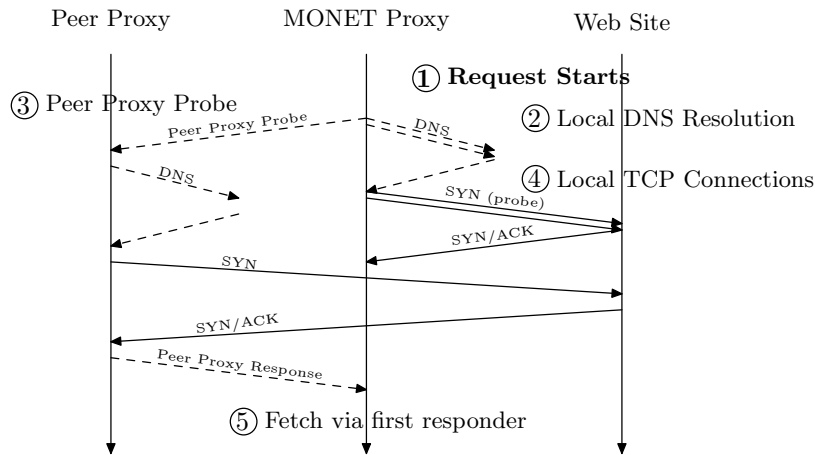 Peer Proxy MONET Proxy Web Site
① Request Starts
③ Peer Proxy Probe
Peer Proxy Probe
DNS
② Local DNS Resolution
DNS
④ Local TCP Connections
SYN (probe)
SYN/ACK
SYN
SYN/ACK
Peer Proxy Response
⑤ Fetch via first responder